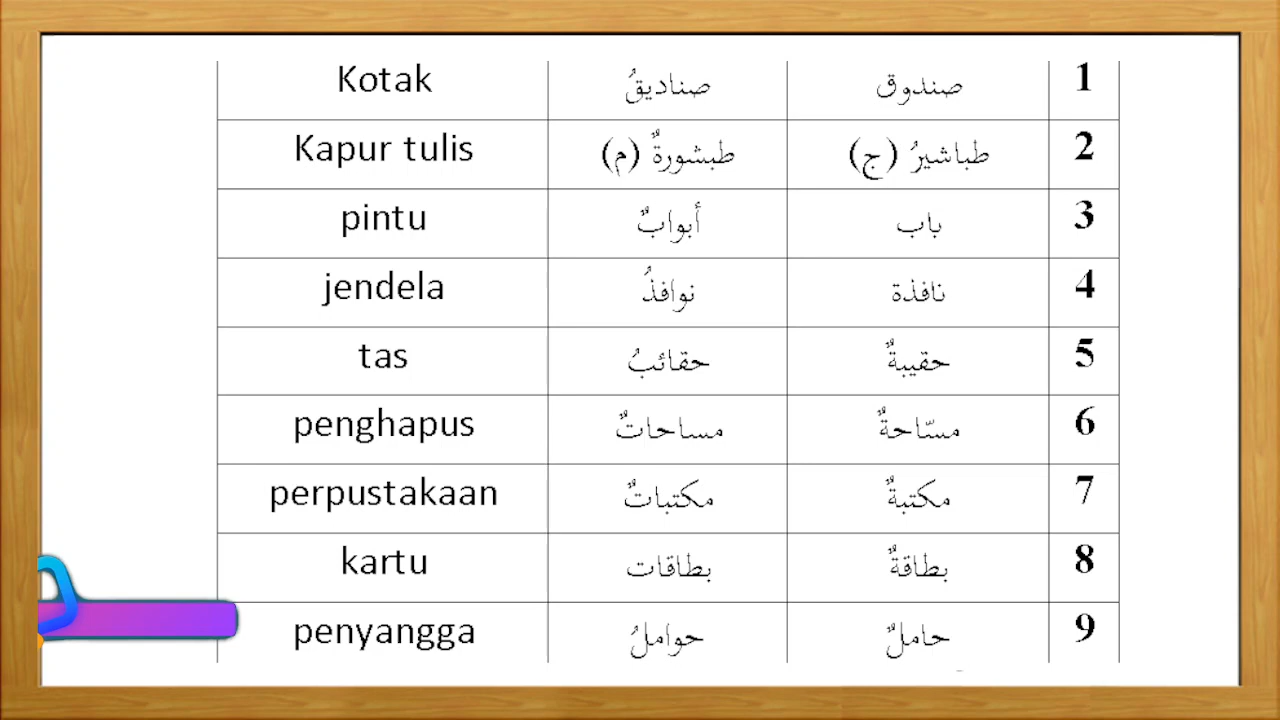 1 صندوق صناديقُ Kotak
2 طباشيرُ (ج) طبشورةٌ (م) Kapur tulis
3 باب أبوابٌ pintu
4 نافذة نوافذُ jendela
5 حقيبةٌ حقائبُ tas
6 مسّاحةٌ مساحاتٌ penghapus
7 مكتبةٌ مكتباتٌ perpustakaan
8 بطاقةٌ بطاقات kartu
9 حاملٌ حواملُ penyangga